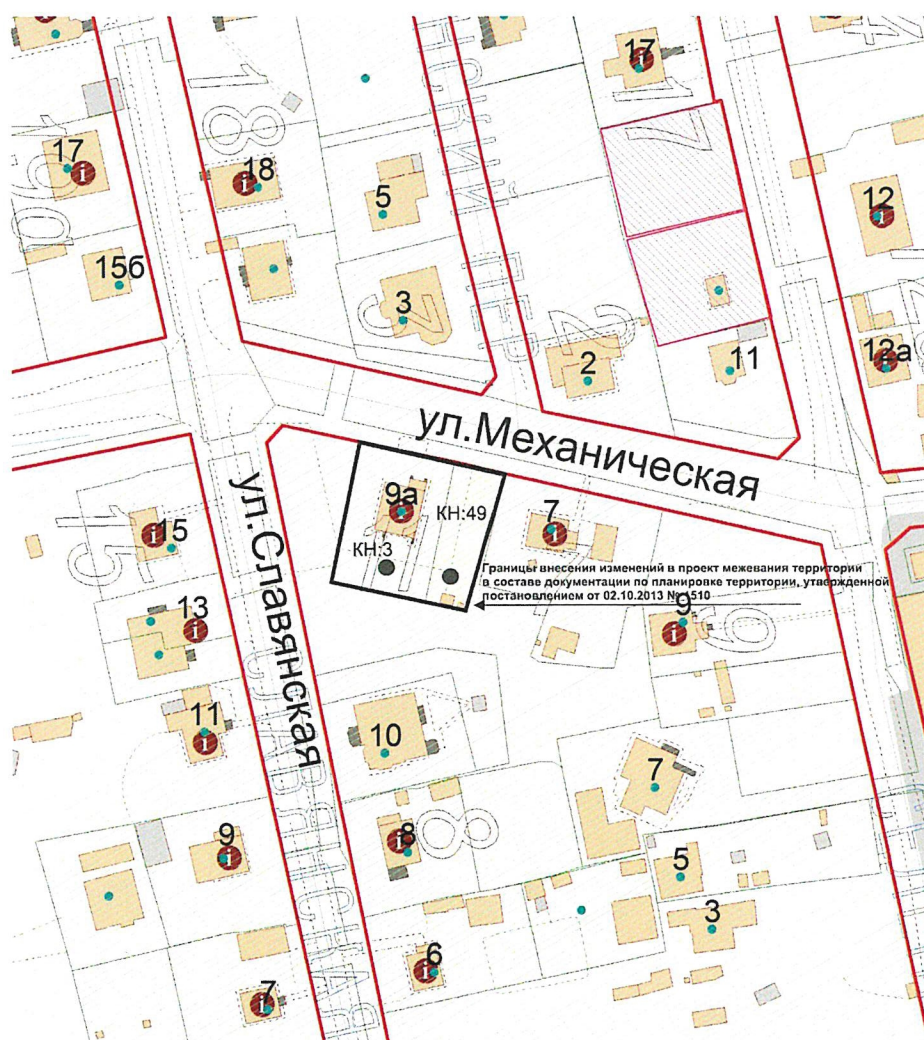 17
18
17
5
12
15б
3
2
11
12а
ул.Механическая
9а
КН:49
КН:3
7
15
ул.Славянская
Границы внесения изменений в проект межевания территории
в составе документации по планировке территории, утвержденной
постановлением от 02.10.2013 №
13
9
11
10
7
9
8
5
3
6
7